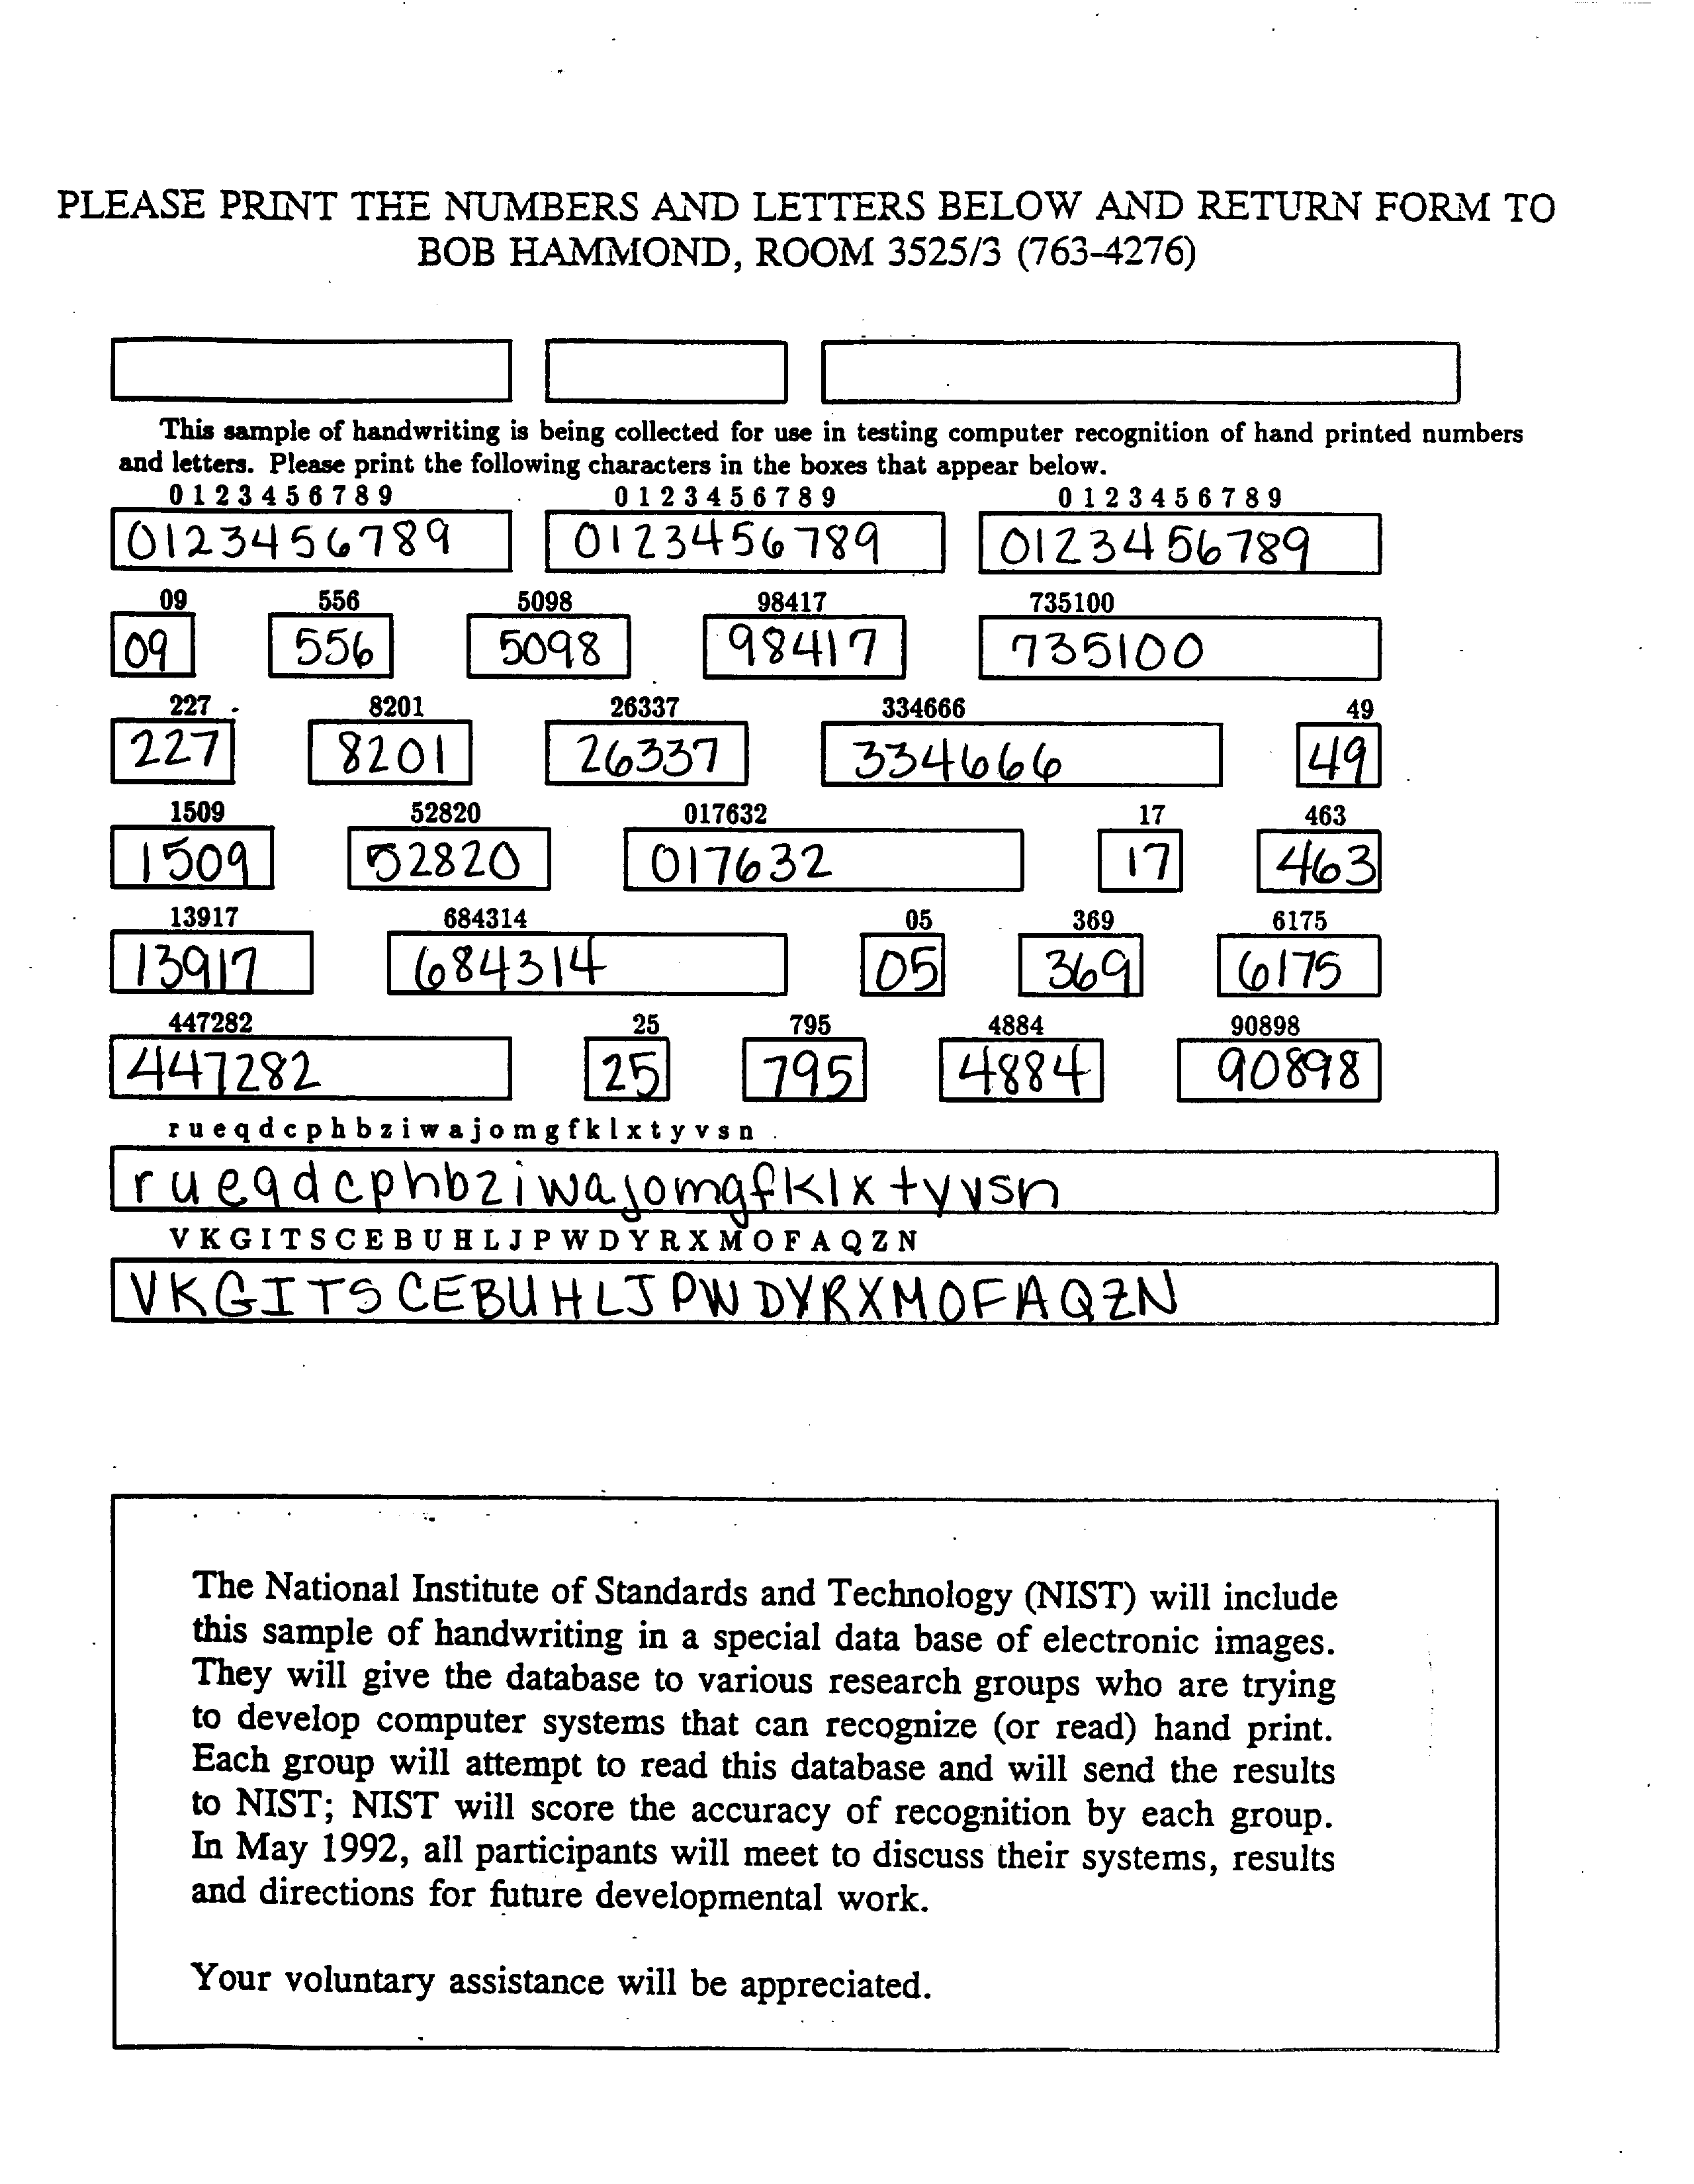 PLEASE PRINT THE NUMBERS AND LETTERS BELOW AND RETURN FORM TO
BOB HAMMOND, ROOM 3525/3 (763-4276)
This sample of handwriting is being collected for use in testing computer recognition of hand printed numbers
and letters. Please print the following characters in the boxes that appear below.
0 1 2 3 4 5 6 7 8 9 0 1 2 3 4 5 6 7 8 9 0 1 2 3 4 5 6 7 8 9
0123456789 0123456789 0123456789
09 556 5098 98417 735100
09 556 5098 98417 735100
227 8201 26337 334666 49
227 8201 26337 334666 49
1509 52820 017632 17 463
1509 52820 017632 17 463
13917 684314 05 369 6175
13917 684314 05 369 6175
447282 25 795 4884 90898
447282 25 795 4884 90898
r u e q d c p h b z i w a j o m g f k l x t y v s n
rueqdcphbziwajomgfklxtyvsn
V K G I T S C E B U H L J P W D Y R X M O F A Q Z N
VKGITSCEBUHLJPWDYRXMOFAQZN
The National Institute of Standards and Technology (NIST) will include
this sample of handwriting in a special data base of electronic images.
They will give the database to various research groups who are trying
to develop computer systems that can recognize (or read) hand print.
Each group will attempt to read this database and will send the results
to NIST; NIST will score the accuracy of recognition by each group.
In May 1992, all participants will meet to discuss their systems, results
and directions for future developmental work.
Your voluntary assistance will be appreciated.